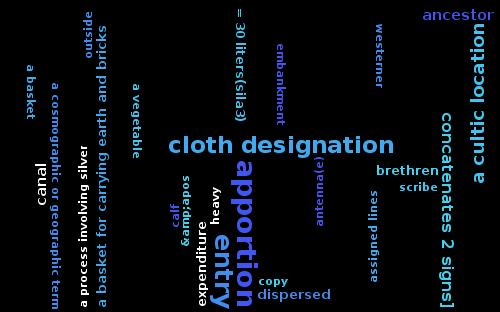 ancestor
outside
= 30 liters(sila3)
westerner
a cultic location
a basket for carrying earth and bricks
embankment
a basket
a cosmographic or geographic term
a vegetable
concatenates 2 signs]
cloth designation
a process involving silver
canal
antenna(e)
apportion
brethren
scribe
&amp;apos
calf
heavy
assigned lines
expenditure
entry
copy
dispersed